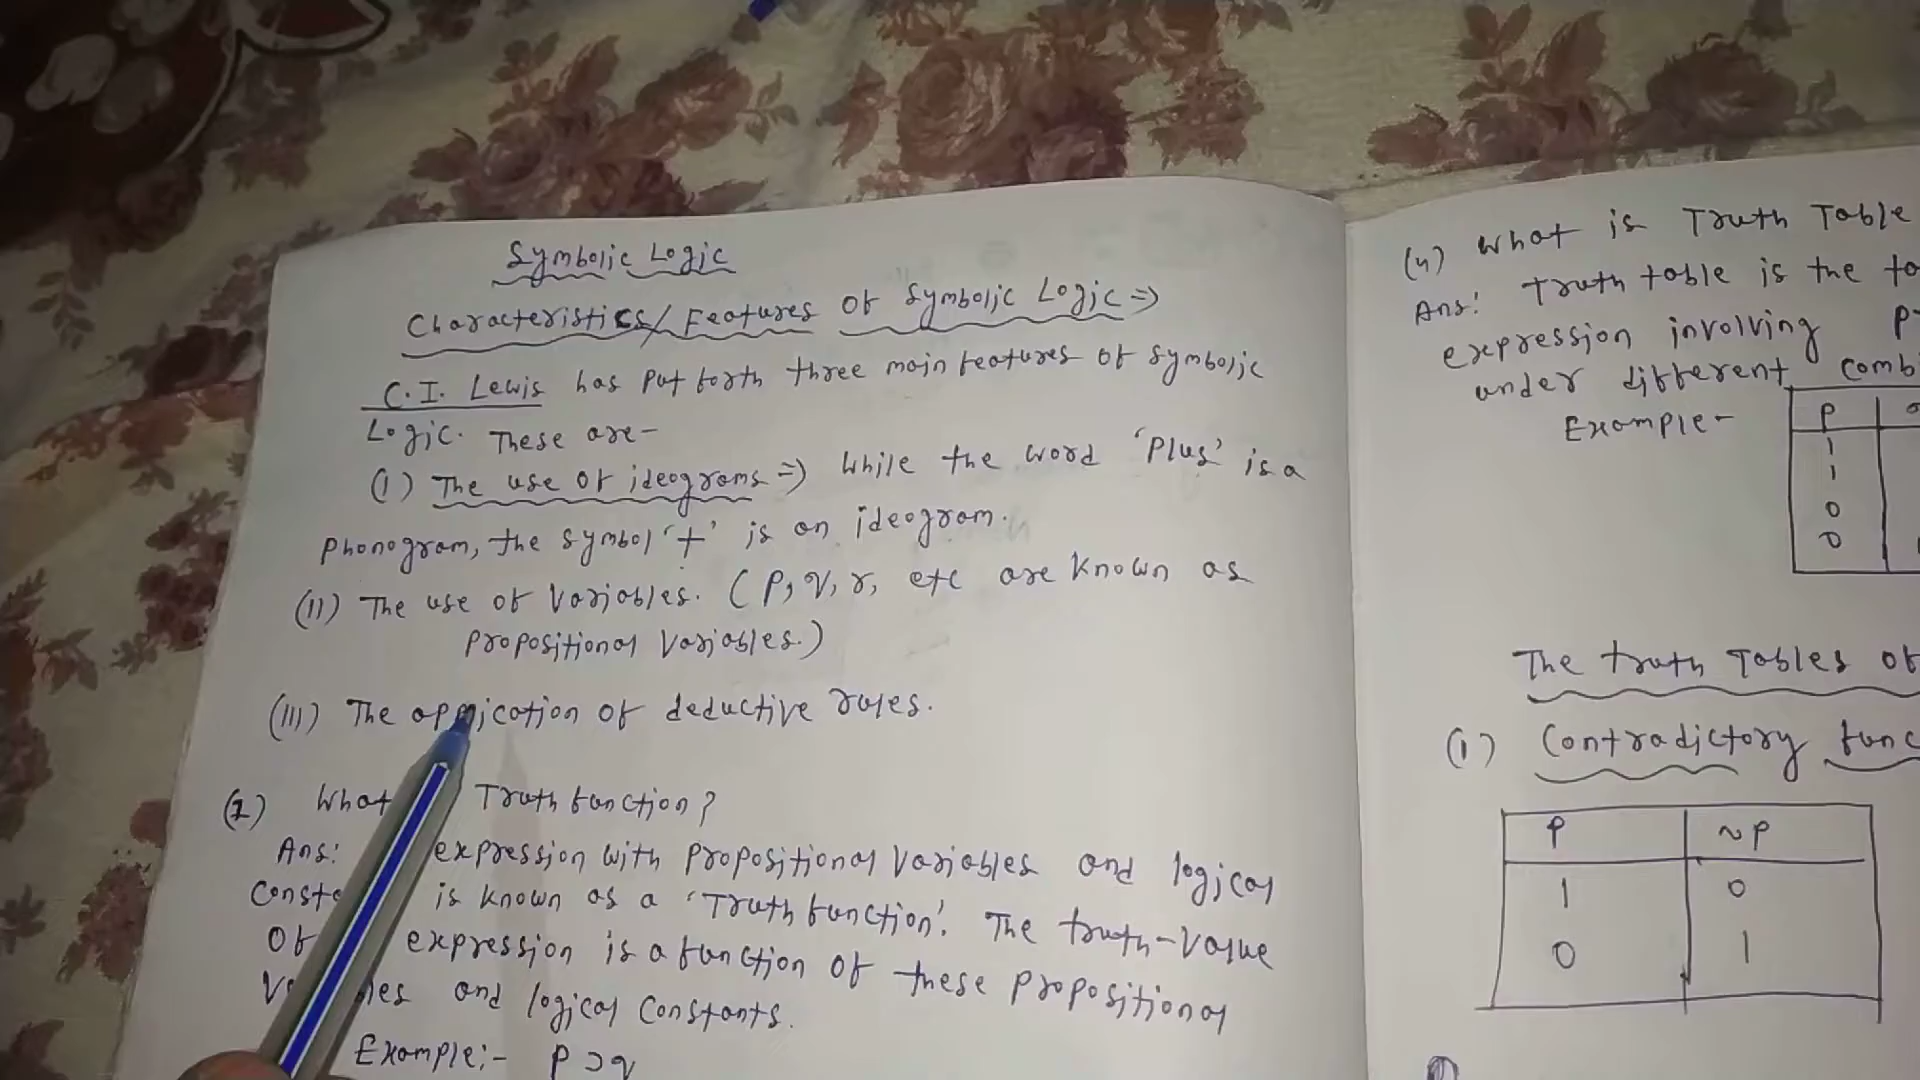 Symbolic Logic
Characteristics/Features of Symbolic Logic ⇒
C.I. Lewis has put forth three main features of symbolic
Logic. These are-
(I) The use of ideograms ⇒ While the word 'Plus' is a
phonogram, the symbol '+' is an ideogram.
(II) The use of variables. (p, q, r, etc are known as
propositional variables.)
(III) The application of deductive rules.
(2) What Truth function?
Ans: expression with propositional variables and logical
is known as a 'Truth function'. The truth-value
of expression is a function of these propositional
and logical constants.
Example:- p ⊃ q
(4) What is Truth Table
Ans: Truth table is the
expression involving
under different
Example-
p
1
1
0
0
The truth Tables of
(1) Contradictory
p ~p
1 0
0 1